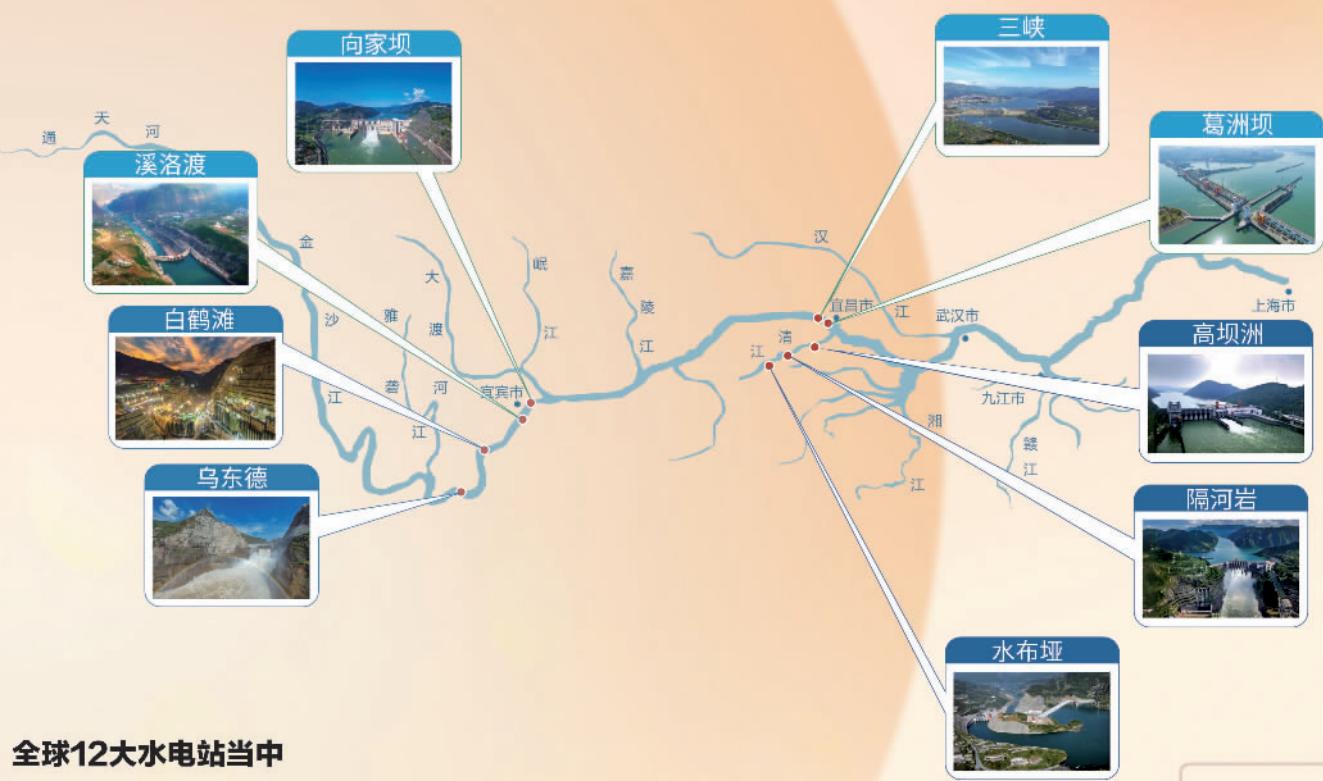 向家坝
三峡
葛洲坝
通天河
溪洛渡
金沙江
大渡河
岷江
嘉陵江
汉江
宜昌市
武汉市
上海市
白鹤滩
雅砻江
宜宾市
清江
高坝洲
九江市
湘江
赣江
乌东德
隔河岩
水布垭
全球12大水电站当中